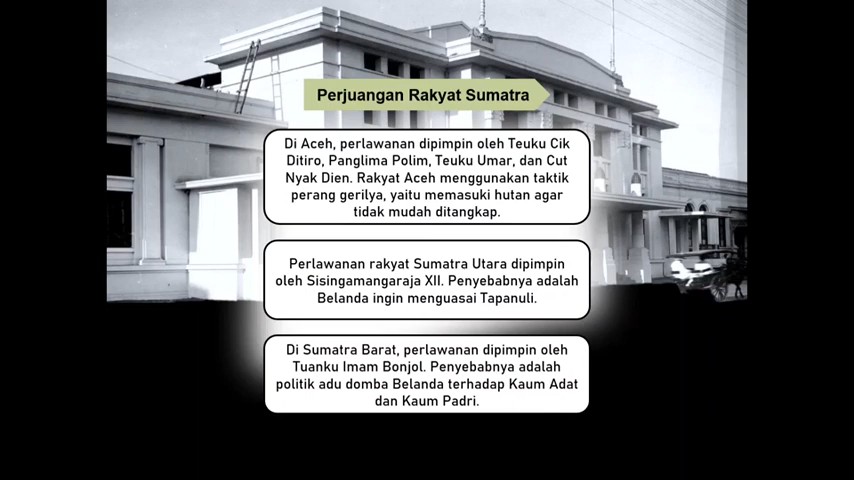 Perjuangan Rakyat Sumatra
Di Aceh, perlawanan dipimpin oleh Teuku Cik
Ditiro, Panglima Polim, Teuku Umar, dan Cut
Nyak Dien. Rakyat Aceh menggunakan taktik
perang gerilya, yaitu memasuki hutan agar
tidak mudah ditangkap.
Perlawanan rakyat Sumatra Utara dipimpin
oleh Sisingamangaraja XII. Penyebabnya adalah
Belanda ingin menguasai Tapanuli.
Di Sumatra Barat, perlawanan dipimpin oleh
Tuanku Imam Bonjol. Penyebabnya adalah
politik adu domba Belanda terhadap Kaum Adat
dan Kaum Padri.